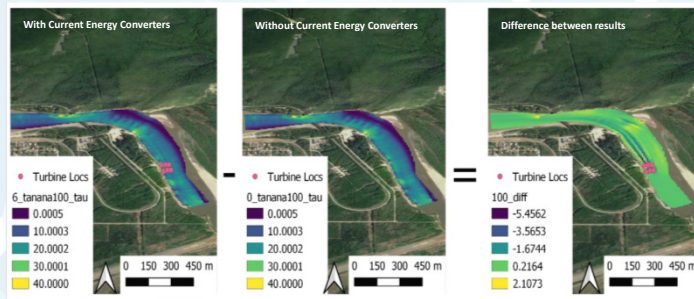 With Current Energy Converters
Without Current Energy Converters
Difference between results
Turbine Locs
6_tanana100_tau
0.0005
10.0003
20.0002
30.0001
40.0000
0 150 300 450 m
-
Turbine Locs
0_tanana100_tau
0.0005
10.0003
20.0002
30.0001
40.0000
0 150 300 450 m
=
Turbine Locs
100_diff
-5.4562
-3.5653
-1.6744
0.2164
2.1073
0 150 300 450 m